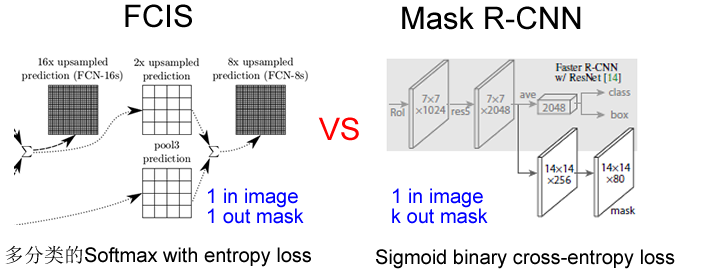 FCIS
Mask R-CNN
16x upsampled
prediction (FCN-16s)
2x upsampled
prediction
8x upsampled
prediction (FCN-8s)
pool3
prediction
1 in image
1 out mask
多分类的Softmax with entropy loss
VS
Faster R-CNN
w/ ResNet [14]
RoI
7×7
×1024
res5
7×7
×2048
ave
2048
class
box
14×14
×256
14×14
×80
mask
1 in image
k out mask
Sigmoid binary cross-entropy loss